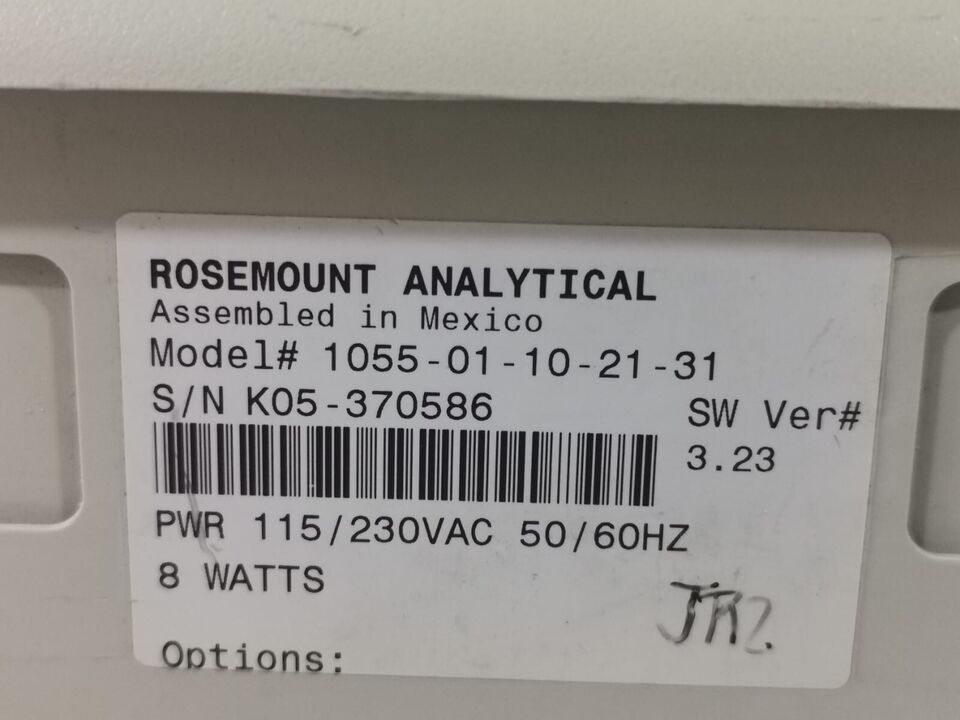 ROSEMOUNT ANALYTICAL
Assembled in Mexico
Model# 1055-01-10-21-31
S/N K05-370586
SW Ver#
3.23
PWR 115/230VAC 50/60HZ
8 WATTS
Options: